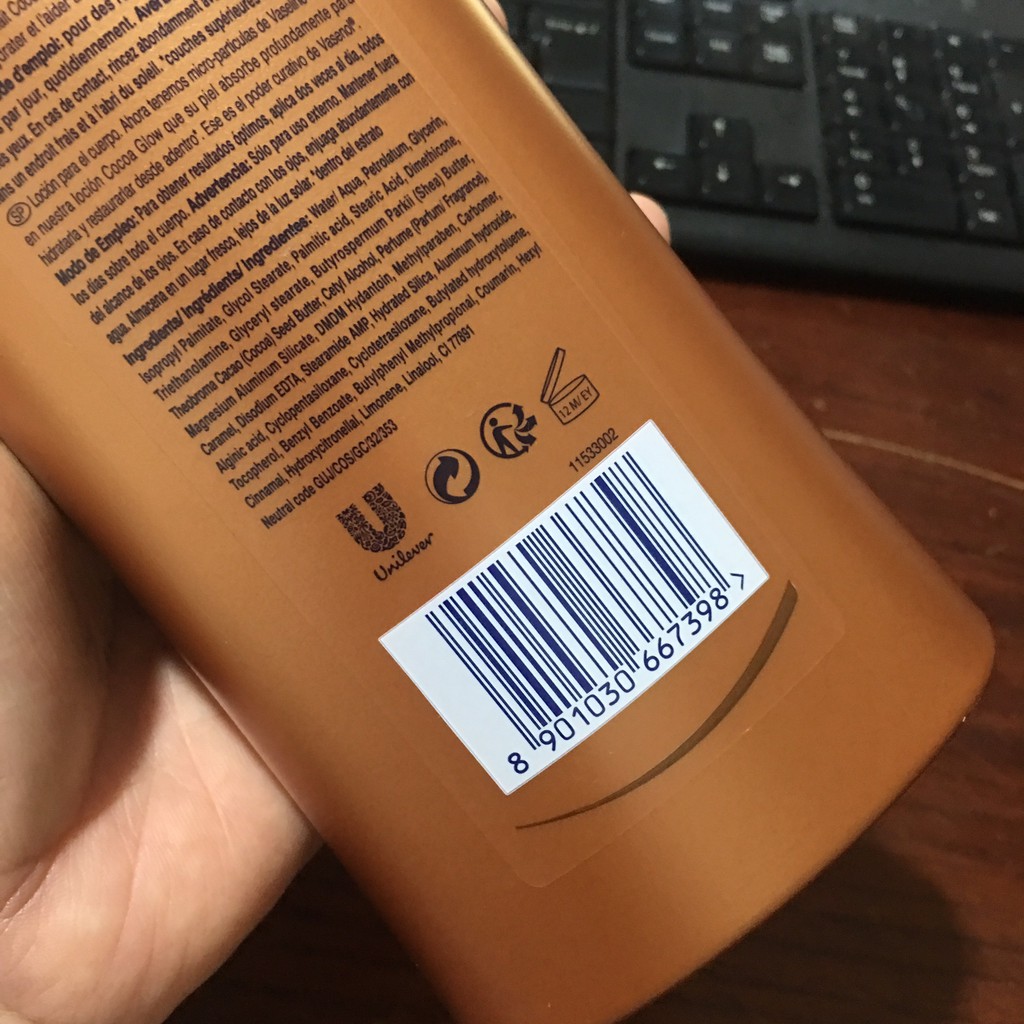 d'emploi: pour des
par jour, quotidiennement.
yeux. En cas de contact, rincez abondamment
un endroit frais et à l'abri du soleil. *couches supérieures
SP Loción para el cuerpo. Ahora tenemos micro-partículas de
en nuestra loción Cocoa Glow que su piel absorbe profundamente para
hidratarla y restaurarla desde adentro*. Ese es el poder curativo de Vaseno®
Modo de Empleo: Para obtener resultados óptimos, aplica dos veces al día, todos
los días sobre todo el cuerpo. Advertencia: Sólo para uso externo. Mantener fuera
del alcance de los ojos. En caso de contacto con los ojos, enjuaga abundantemente con
agua. Almacena en un lugar fresco, lejos de la luz solar. *dentro del estrato
Ingredients/ Ingrédients/ Ingredientes: Water/ Aqua, Petrolatum, Glycerin,
Isopropyl Palmitate, Glycol Stearate, Palmitic acid, Stearic Acid, Dimethicone,
Triethanolamine, Glyceryl stearate, Butyrospermum Parkii (Shea) Butter,
Theobroma Cacao (Cocoa) Seed Butter, Cetyl Alcohol, Perfume (Parfum/ Fragrance),
Magnesium Aluminum Silicate, DMDM Hydantoin, Methylparaben, Carbomer,
Caramel, Disodium EDTA, Stearamide AMP, Hydrated Silica, Aluminum hydroxide,
Alginic acid, Cyclopentasiloxane, Cyclotetrasiloxane, Butylated hydroxytoluene,
Tocopherol, Benzyl Benzoate, Butylphenyl Methylpropional, Coumarin, Hexyl
Cinnamal, Hydroxycitronellal, Limonene, Linalool, CI 77891
Neutral code GUJ/COS/GC/32/353
12 M/ EY
11533002
Unilever
8 901030 667398 >